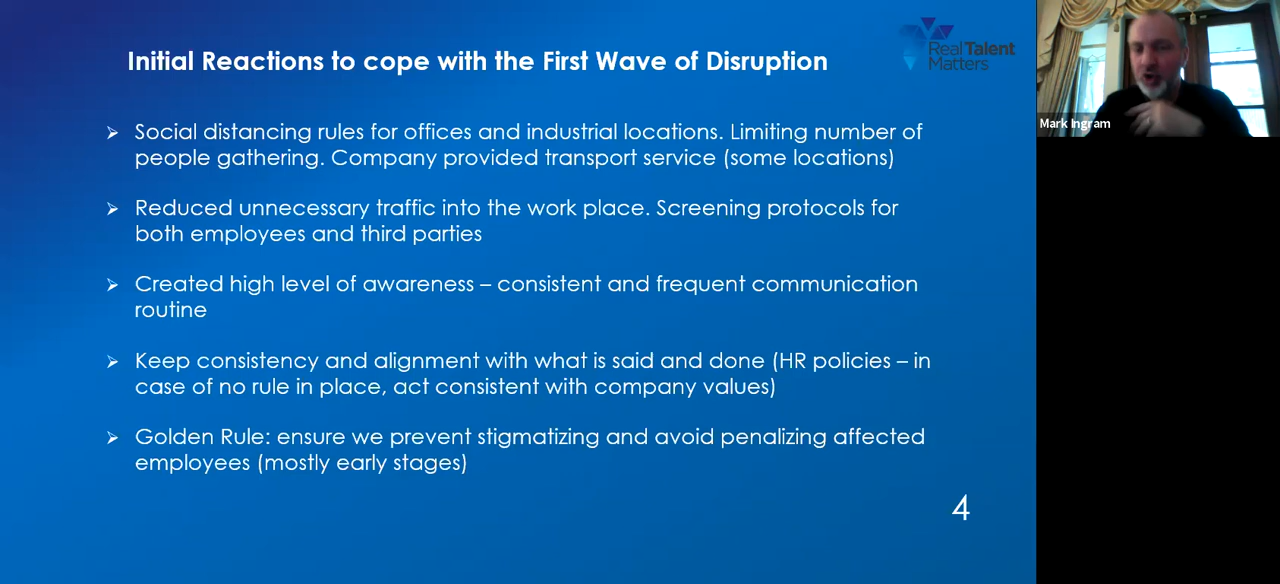 Initial Reactions to cope with the First Wave of Disruption
RealTalent
Matters
Mark Ingram
Social distancing rules for offices and industrial locations. Limiting number of
people gathering. Company provided transport service (some locations)
Reduced unnecessary traffic into the work place. Screening protocols for
both employees and third parties
Created high level of awareness – consistent and frequent communication
routine
Keep consistency and alignment with what is said and done (HR policies – in
case of no rule in place, act consistent with company values)
Golden Rule: ensure we prevent stigmatizing and avoid penalizing affected
employees (mostly early stages)
4